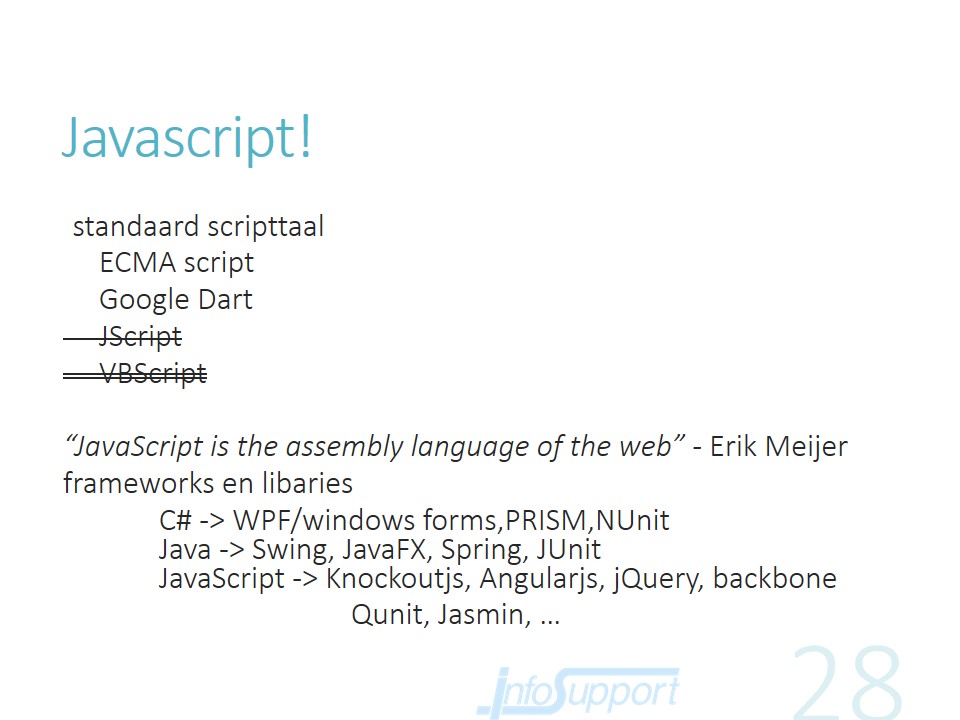 Javascript!
standaard scripttaal
ECMA script
Google Dart
JScript
VBScript
“JavaScript is the assembly language of the web” - Erik Meijer
frameworks en libaries
C# -> WPF/windows forms,PRISM,NUnit
Java -> Swing, JavaFX, Spring, JUnit
JavaScript -> Knockoutjs, Angularjs, jQuery, backbone
Qunit, Jasmin, ...
infoSupport
28